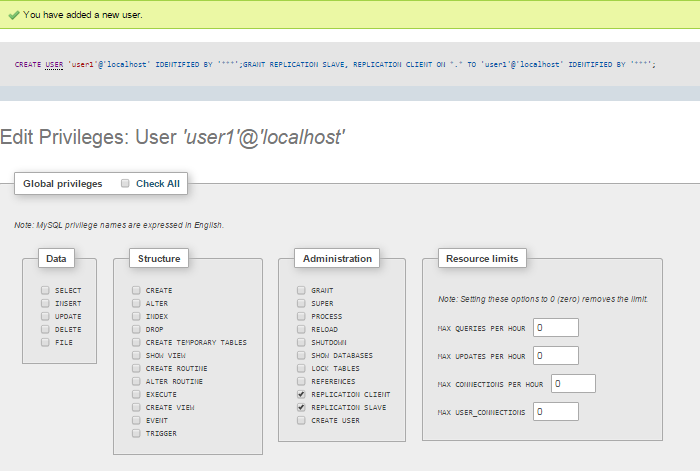 You have added a new user.
CREATE USER 'user1'@'localhost' IDENTIFIED BY '***';GRANT REPLICATION SLAVE, REPLICATION CLIENT ON *.* TO 'user1'@'localhost' IDENTIFIED BY '***';
Edit Privileges: User 'user1'@'localhost'
Global privileges Check All
Note: MySQL privilege names are expressed in English.
Data
SELECT
INSERT
UPDATE
DELETE
FILE
Structure
CREATE
ALTER
INDEX
DROP
CREATE TEMPORARY TABLES
SHOW VIEW
CREATE ROUTINE
ALTER ROUTINE
EXECUTE
CREATE VIEW
EVENT
TRIGGER
Administration
GRANT
SUPER
PROCESS
RELOAD
SHUTDOWN
SHOW DATABASES
LOCK TABLES
REFERENCES
REPLICATION CLIENT
REPLICATION SLAVE
CREATE USER
Resource limits
Note: Setting these options to 0 (zero) removes the limit.
MAX QUERIES PER HOUR 0
MAX UPDATES PER HOUR 0
MAX CONNECTIONS PER HOUR 0
MAX USER_CONNECTIONS 0